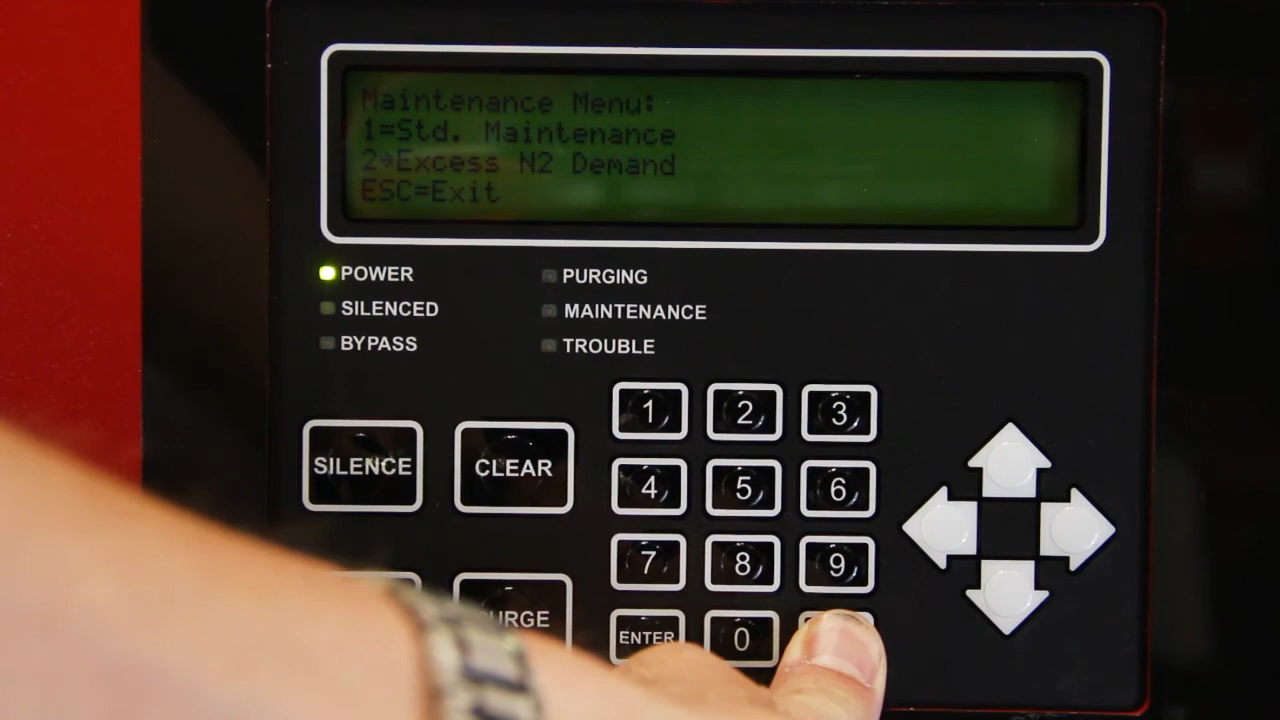 Maintenance Menu:
1=Std. Maintenance
2→Excess N2 Demand
ESC=Exit
POWER
PURGING
SILENCED
MAINTENANCE
BYPASS
TROUBLE
1 2 3
SILENCE CLEAR 4 5 6
7 8 9
ENTER 0